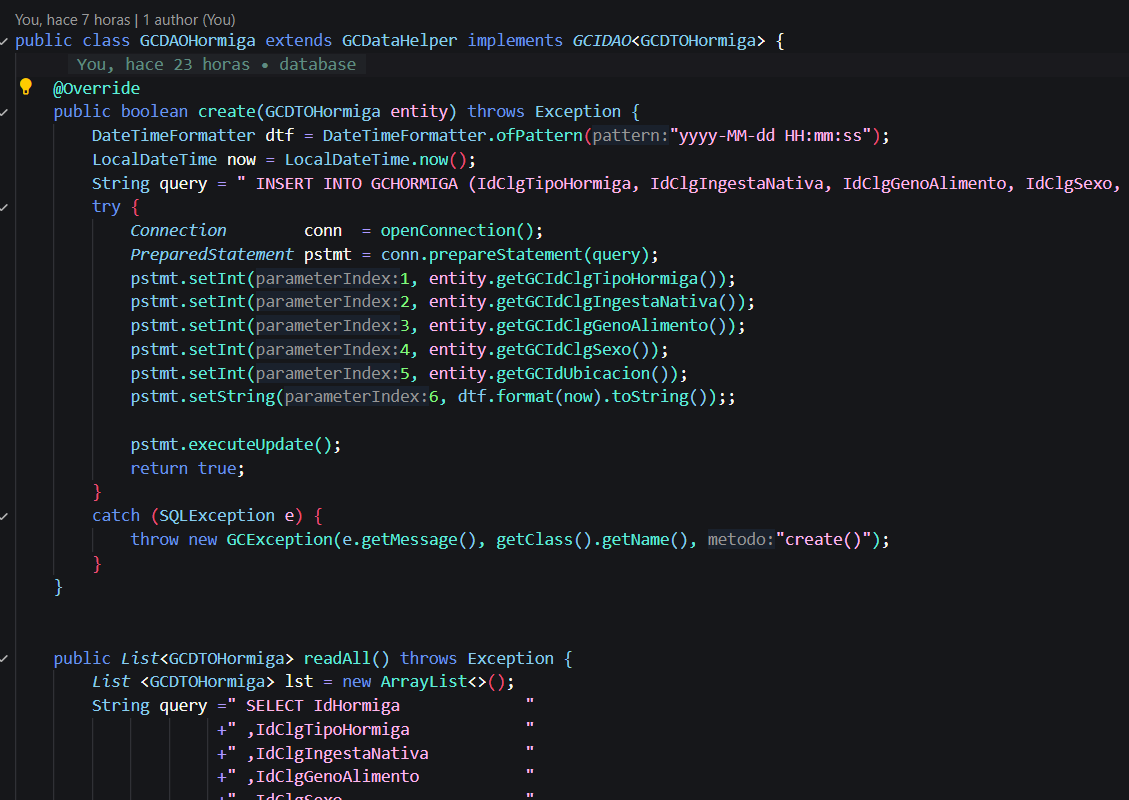 You, hace 7 horas | 1 author (You)
public class GCDAOHormiga extends GCDataHelper implements GCIDAO<GCDTOHormiga> {
You, hace 23 horas • database
@Override
public boolean create(GCDTOHormiga entity) throws Exception {
DateTimeFormatter dtf = DateTimeFormatter.ofPattern(pattern:"yyyy-MM-dd HH:mm:ss");
LocalDateTime now = LocalDateTime.now();
String query = " INSERT INTO GCHORMIGA (IdClgTipoHormiga, IdClgIngestaNativa, IdClgGenoAlimento, IdClgSexo,
try {
Connection conn = openConnection();
PreparedStatement pstmt = conn.prepareStatement(query);
pstmt.setInt(parameterIndex:1, entity.getGCIdClgTipoHormiga());
pstmt.setInt(parameterIndex:2, entity.getGCIdClgIngestaNativa());
pstmt.setInt(parameterIndex:3, entity.getGCIdClgGenoAlimento());
pstmt.setInt(parameterIndex:4, entity.getGCIdClgSexo());
pstmt.setInt(parameterIndex:5, entity.getGCIdUbicacion());
pstmt.setString(parameterIndex:6, dtf.format(now).toString());;
pstmt.executeUpdate();
return true;
}
catch (SQLException e) {
throw new GCException(e.getMessage(), getClass().getName(), metodo:"create()");
}
}
public List<GCDTOHormiga> readAll() throws Exception {
List <GCDTOHormiga> lst = new ArrayList<>();
String query =" SELECT IdHormiga "
+" ,IdClgTipoHormiga "
+" ,IdClgIngestaNativa "
+" ,IdClgGenoAlimento "
+" ,IdClgSexo "